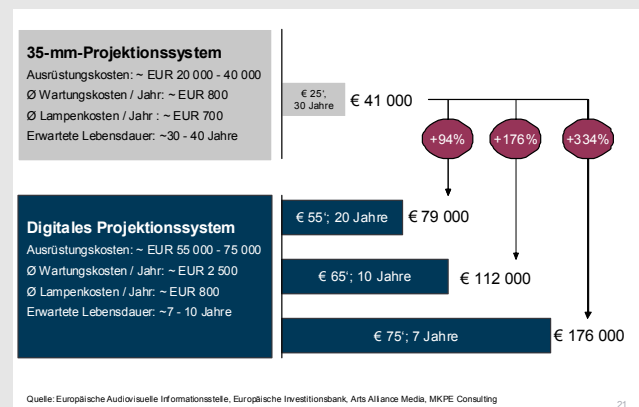 35-mm-Projektionssystem
Ausrüstungskosten: ~ EUR 20 000 - 40 000
Ø Wartungskosten / Jahr: ~ EUR 800
Ø Lampenkosten / Jahr : ~ EUR 700
Erwartete Lebensdauer: ~30 - 40 Jahre
€ 25‘,
30 Jahre
€ 41 000
+94%
+176%
+334%
Digitales Projektionssystem
Ausrüstungskosten: ~ EUR 55 000 - 75 000
Ø Wartungskosten / Jahr: ~ EUR 2 500
Ø Lampenkosten / Jahr: ~ EUR 800
Erwartete Lebensdauer: ~7 - 10 Jahre
€ 55‘; 20 Jahre
€ 79 000
€ 65‘; 10 Jahre
€ 112 000
€ 75‘; 7 Jahre
€ 176 000
Quelle: Europäische Audiovisuelle Informationsstelle, Europäische Investitionsbank, Arts Alliance Media, MKPE Consulting
21